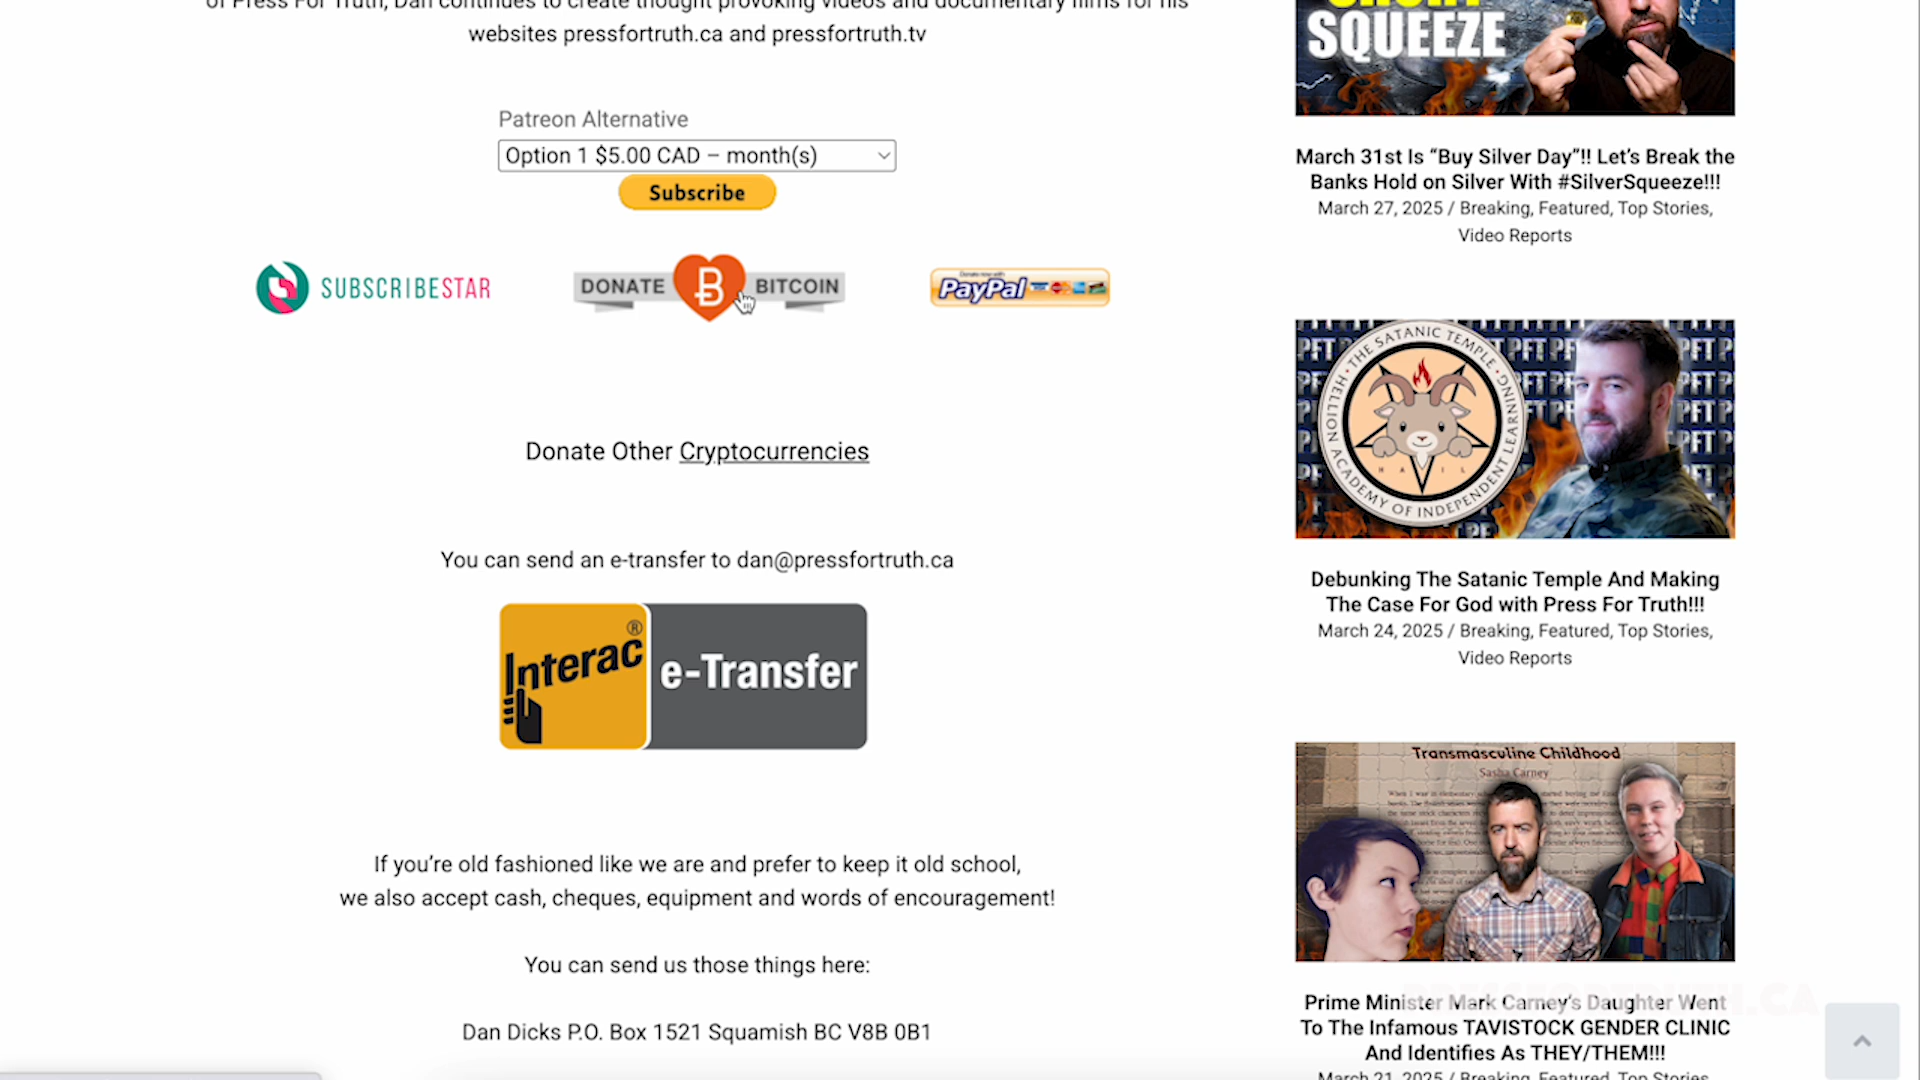 of Press For Truth, Dan continues to create thought provoking videos and documentary films for his
websites pressfortruth.ca and pressfortruth.tv
Patreon Alternative
Option 1 $5.00 CAD – month(s)
Subscribe
SUBSCRIBESTAR
DONATE B BITCOIN
Donate now with
PayPal
Donate Other Cryptocurrencies
You can send an e-transfer to dan@pressfortruth.ca
Interac® e-Transfer
If you’re old fashioned like we are and prefer to keep it old school,
we also accept cash, cheques, equipment and words of encouragement!
You can send us those things here:
Dan Dicks P.O. Box 1521 Squamish BC V8B 0B1
SQUEEZE
March 31st Is “Buy Silver Day”!! Let’s Break the
Banks Hold on Silver With #SilverSqueeze!!!
March 27, 2025 / Breaking, Featured, Top Stories,
Video Reports
THE SATANIC TEMPLE
HELLION ACADEMY OF INDEPENDENT LEARNING
HAIL
PFT
Debunking The Satanic Temple And Making
The Case For God with Press For Truth!!!
March 24, 2025 / Breaking, Featured, Top Stories,
Video Reports
Transmasculine Childhood
Sasha Carney
Prime Minister Mark Carney’s Daughter Went
To The Infamous TAVISTOCK GENDER CLINIC
And Identifies As THEY/THEM!!!
March 21, 2025 / Breaking, Featured, Top Stories,
PRESSFORTRUTH.CA